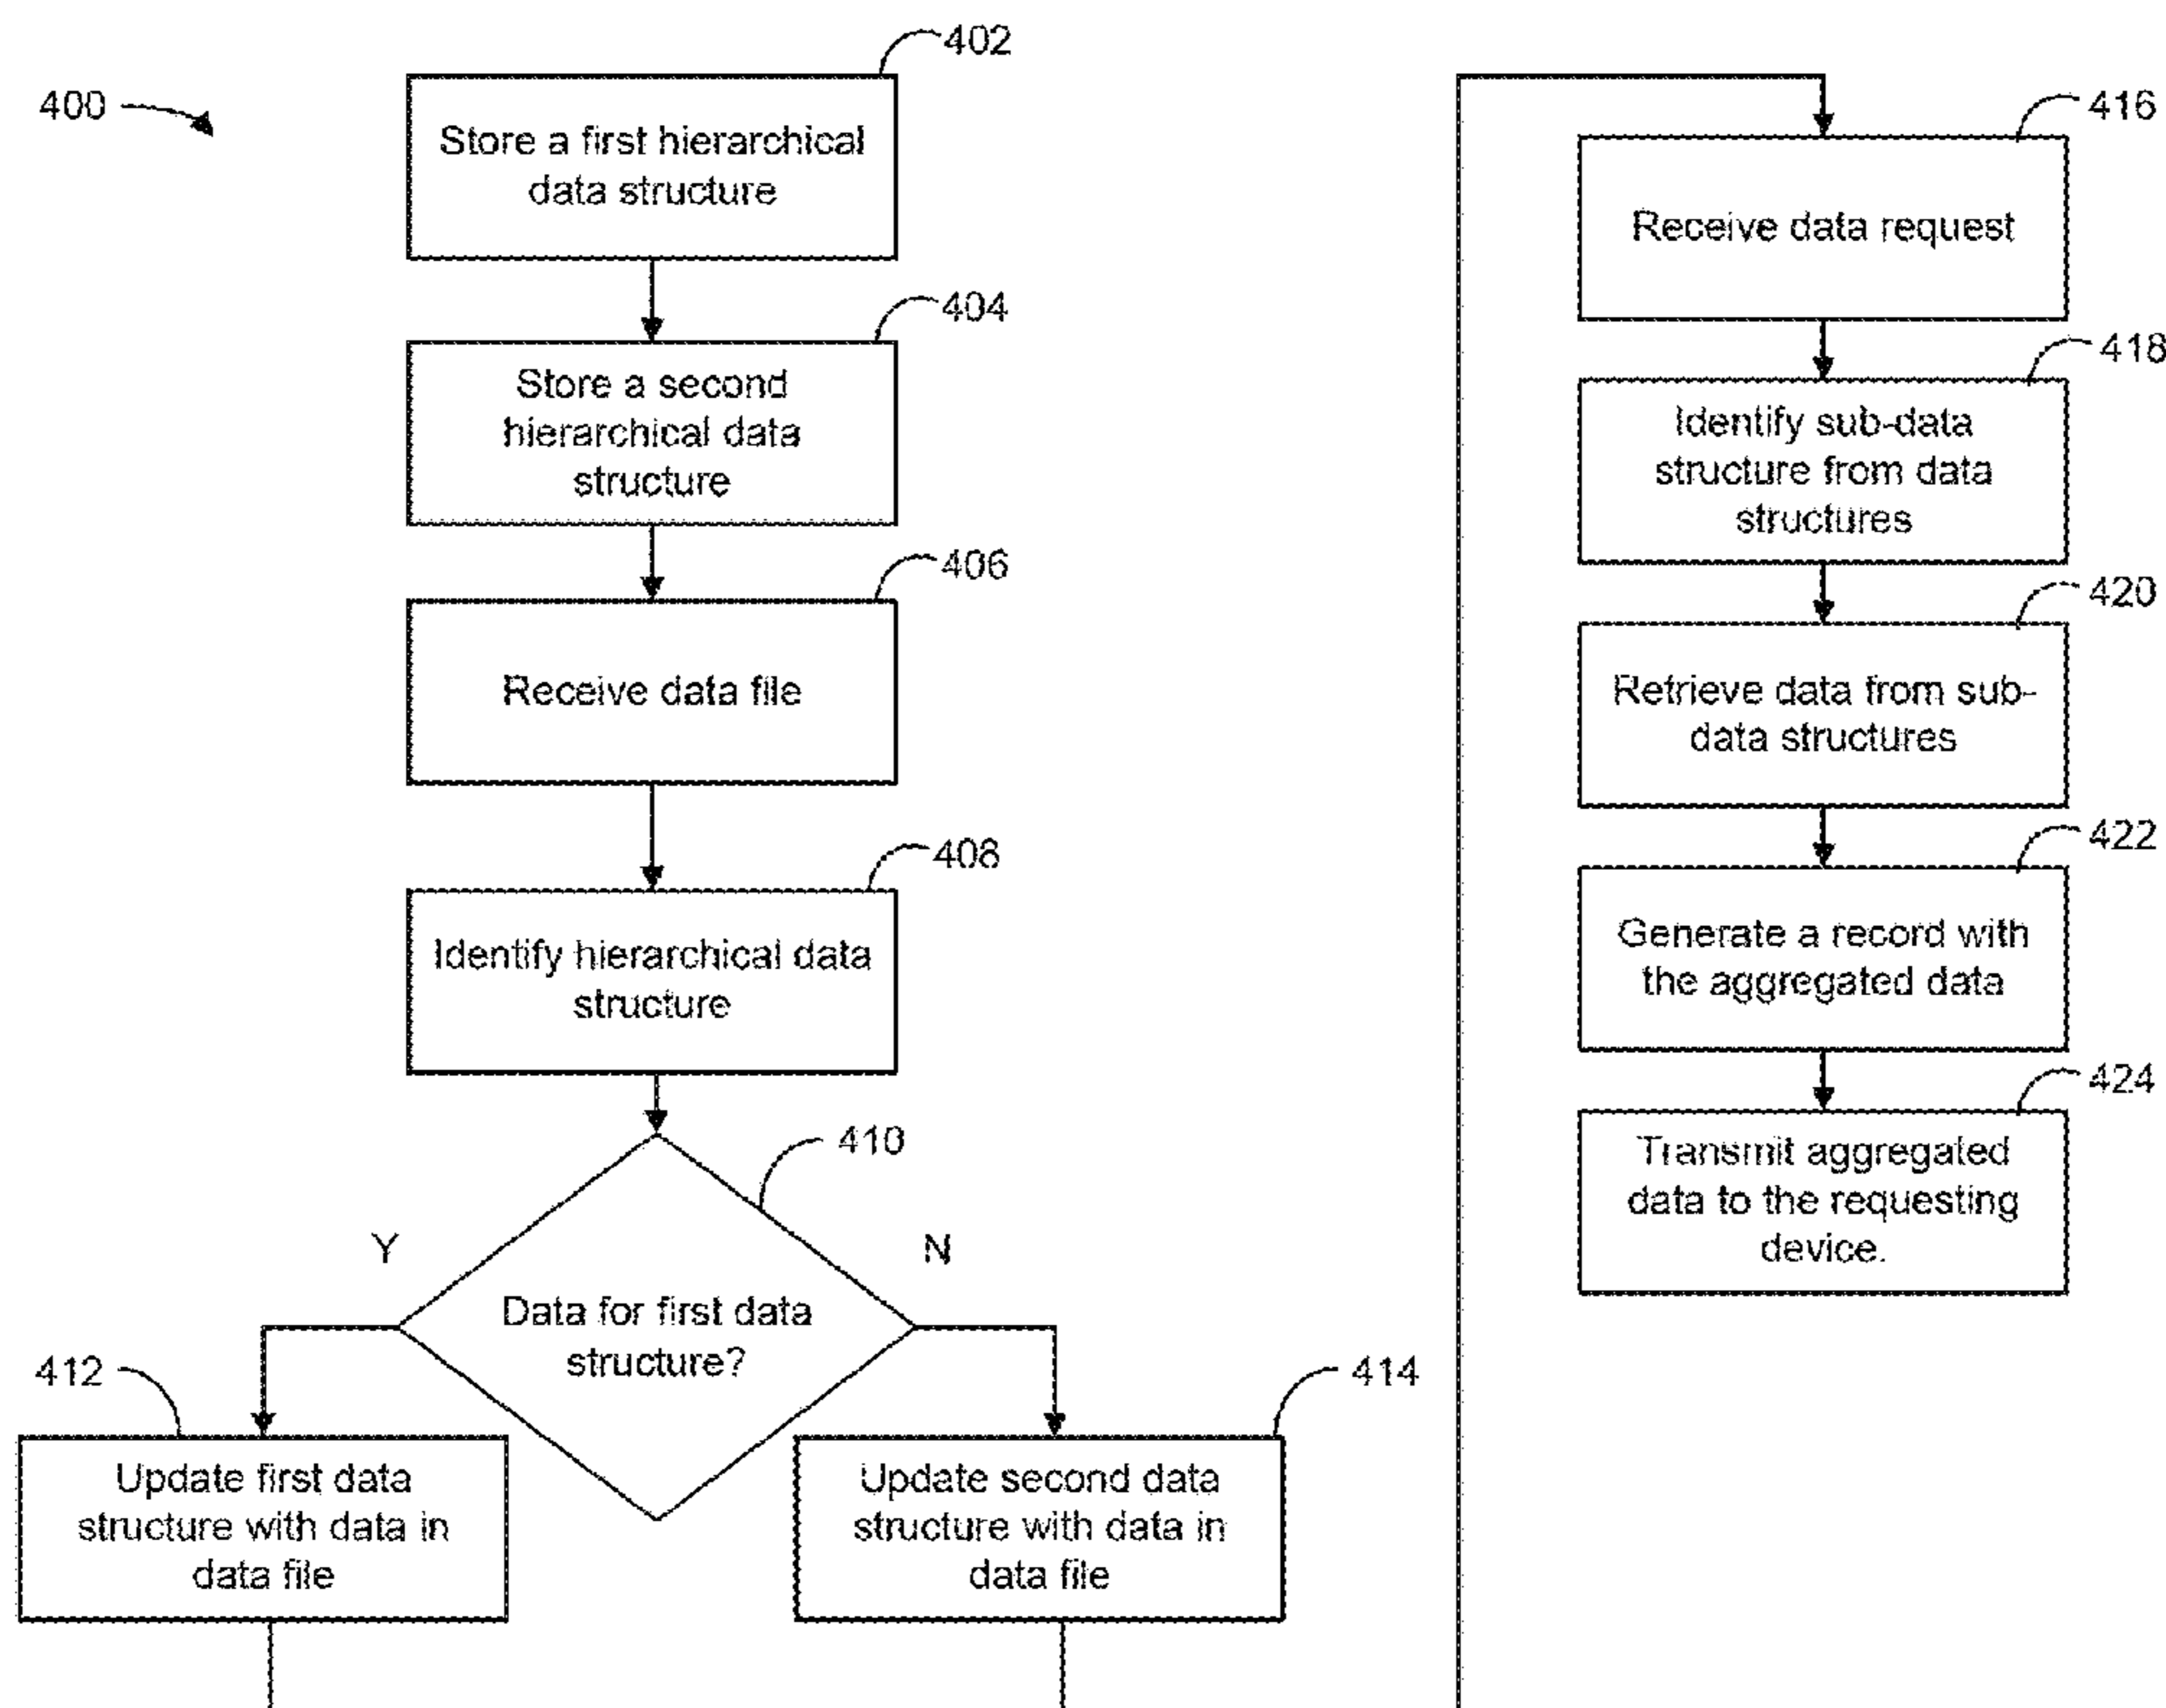 400
402
Store a first hierarchical
data structure
404
Store a second
hierarchical data
structure
406
Receive data file
408
Identify hierarchical data
structure
410
Y
N
Data for first data
structure?
412
Update first data
structure with data in
data file
414
Update second data
structure with data in
data file
416
Receive data request
418
Identify sub-data
structure from data
structures
420
Retrieve data from sub-
data structures
422
Generate a record with
the aggregated data
424
Transmit aggregated
data to the requesting
device.